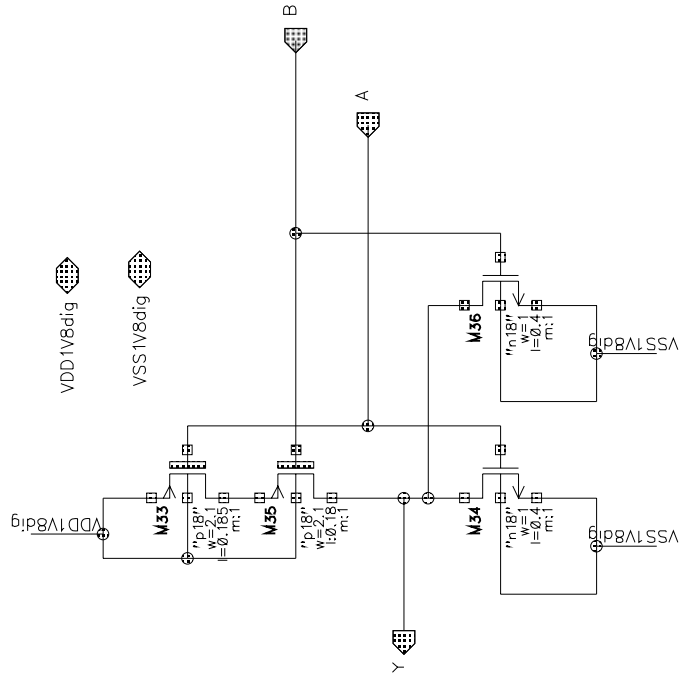 B
A
VDD1V8dig
VSS1V8dig
M36
"n18"
w=1
l=0.4
m:1
VSS1V8dig
VDD1V8dig
M33
"p18"
w=2.1
l=0.185
m:1
M35
"p18"
w=2.1
l:0.18
m:1
M34
"n18"
w=1
l=0.4
m:1
VSS1V8dig
Y